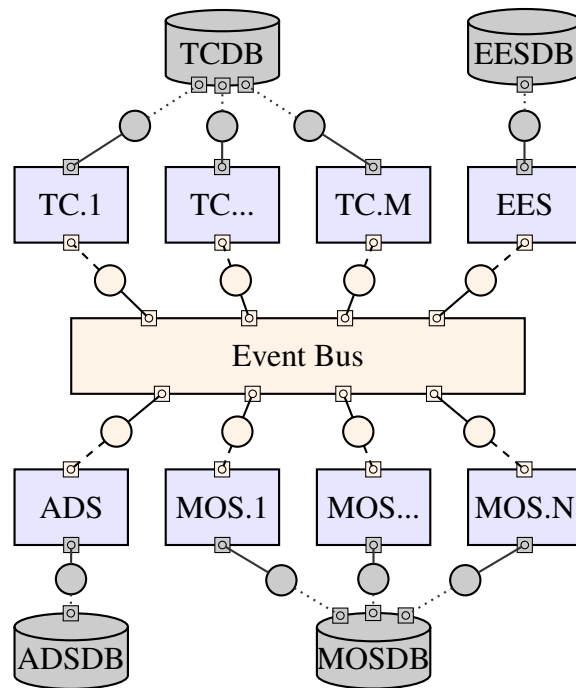 TCDB EESDB
TC.1 TC... TC.M EES
Event Bus
ADS MOS.1 MOS... MOS.N
ADSDB MOSDB